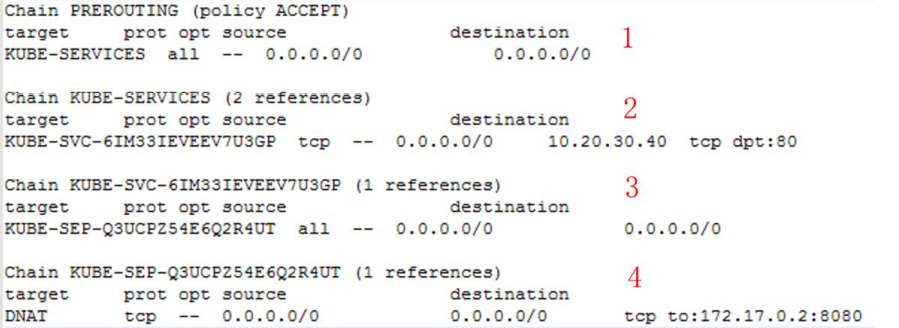 Chain PREROUTING (policy ACCEPT)
target prot opt source destination 1
KUBE-SERVICES all -- 0.0.0.0/0 0.0.0.0/0
Chain KUBE-SERVICES (2 references)
target prot opt source destination 2
KUBE-SVC-6IM33IEVEEV7U3GP tcp -- 0.0.0.0/0 10.20.30.40 tcp dpt:80
Chain KUBE-SVC-6IM33IEVEEV7U3GP (1 references) 3
target prot opt source destination
KUBE-SEP-Q3UCPZ54E6Q2R4UT all -- 0.0.0.0/0 0.0.0.0/0
Chain KUBE-SEP-Q3UCPZ54E6Q2R4UT (1 references) 4
target prot opt source destination
DNAT tcp -- 0.0.0.0/0 0.0.0.0/0 tcp to:172.17.0.2:8080